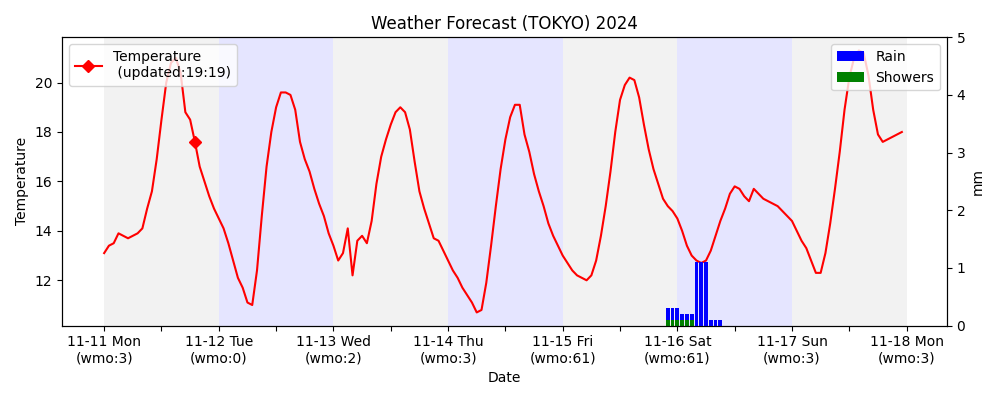 Weather Forecast (TOKYO) 2024
Temperature
(updated:19:19)
Rain
Showers
Temperature
20
18
16
14
12
5
4
3
2
1
0
mm
11-11 Mon
(wmo:3)
11-12 Tue
(wmo:0)
11-13 Wed
(wmo:2)
11-14 Thu
(wmo:3)
11-15 Fri
(wmo:61)
11-16 Sat
(wmo:61)
11-17 Sun
(wmo:3)
11-18 Mon
(wmo:3)
Date